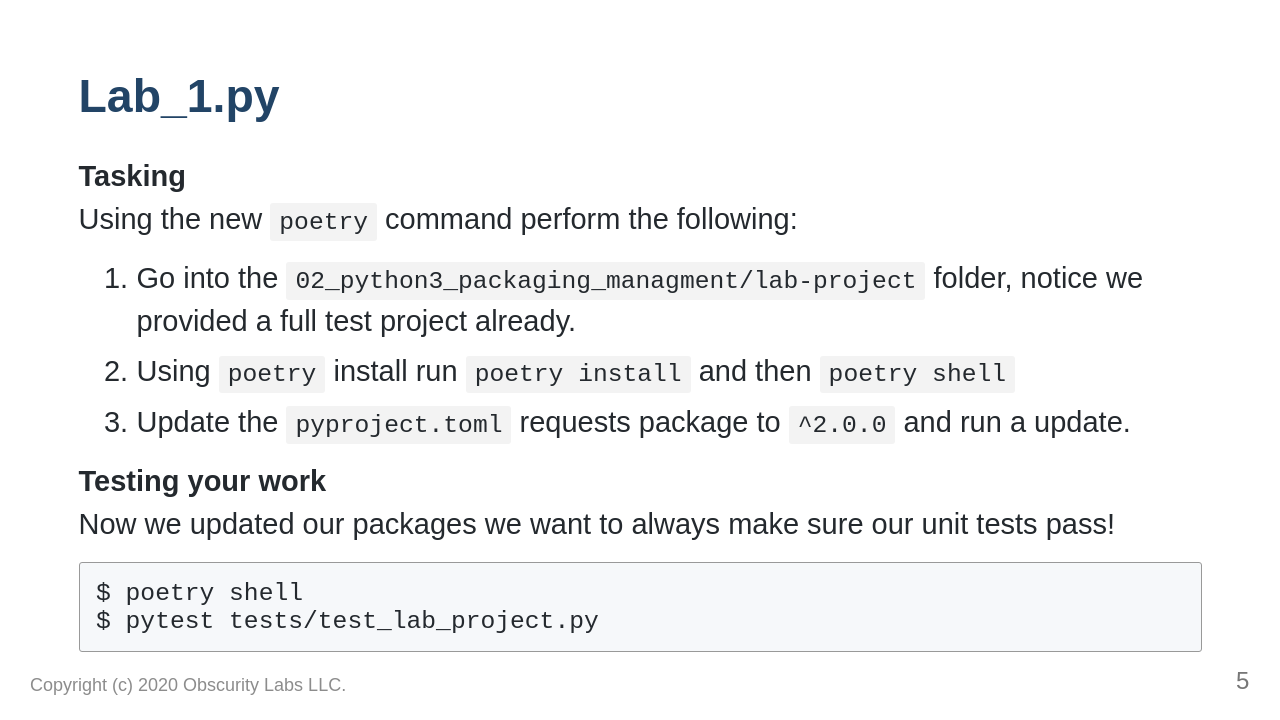 Lab_1.py
Tasking
Using the new poetry command perform the following:
1. Go into the 02_python3_packaging_managment/lab-project folder, notice we
provided a full test project already.
2. Using poetry install run poetry install and then poetry shell
3. Update the pyproject.toml requests package to ^2.0.0 and run a update.
Testing your work
Now we updated our packages we want to always make sure our unit tests pass!
$ poetry shell
$ pytest tests/test_lab_project.py
Copyright (c) 2020 Obscurity Labs LLC.
5